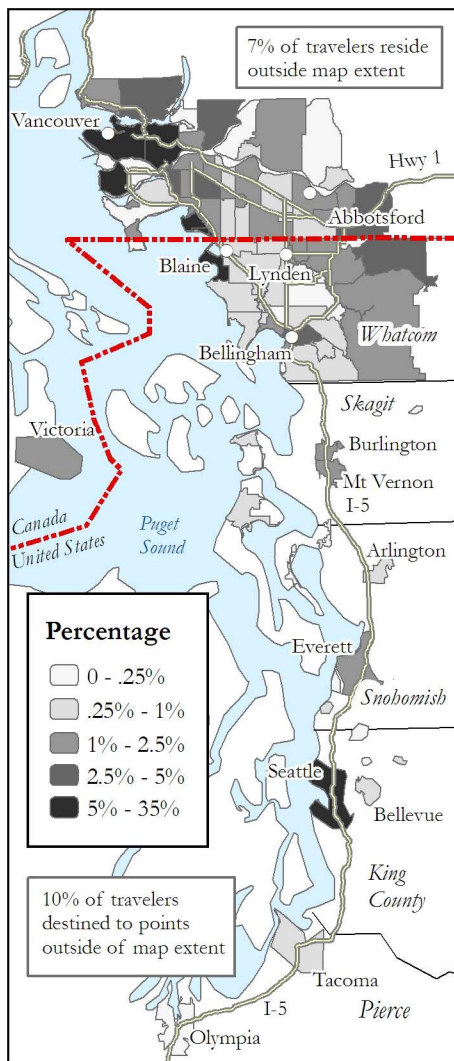 7% of travelers reside
outside map extent
Vancouver
Hwy 1
Abbotsford
Blaine
Lynden
Whatcom
Bellingham
Skagit
Victoria
Burlington
Mt Vernon
I-5
Canada
United States
Puget
Sound
Arlington
Percentage
0 - .25%
.25% - 1%
1% - 2.5%
2.5% - 5%
5% - 35%
Everett
Snohomish
Seattle
Bellevue
King
County
10% of travelers
destined to points
outside of map extent
Tacoma
I-5
Pierce
Olympia